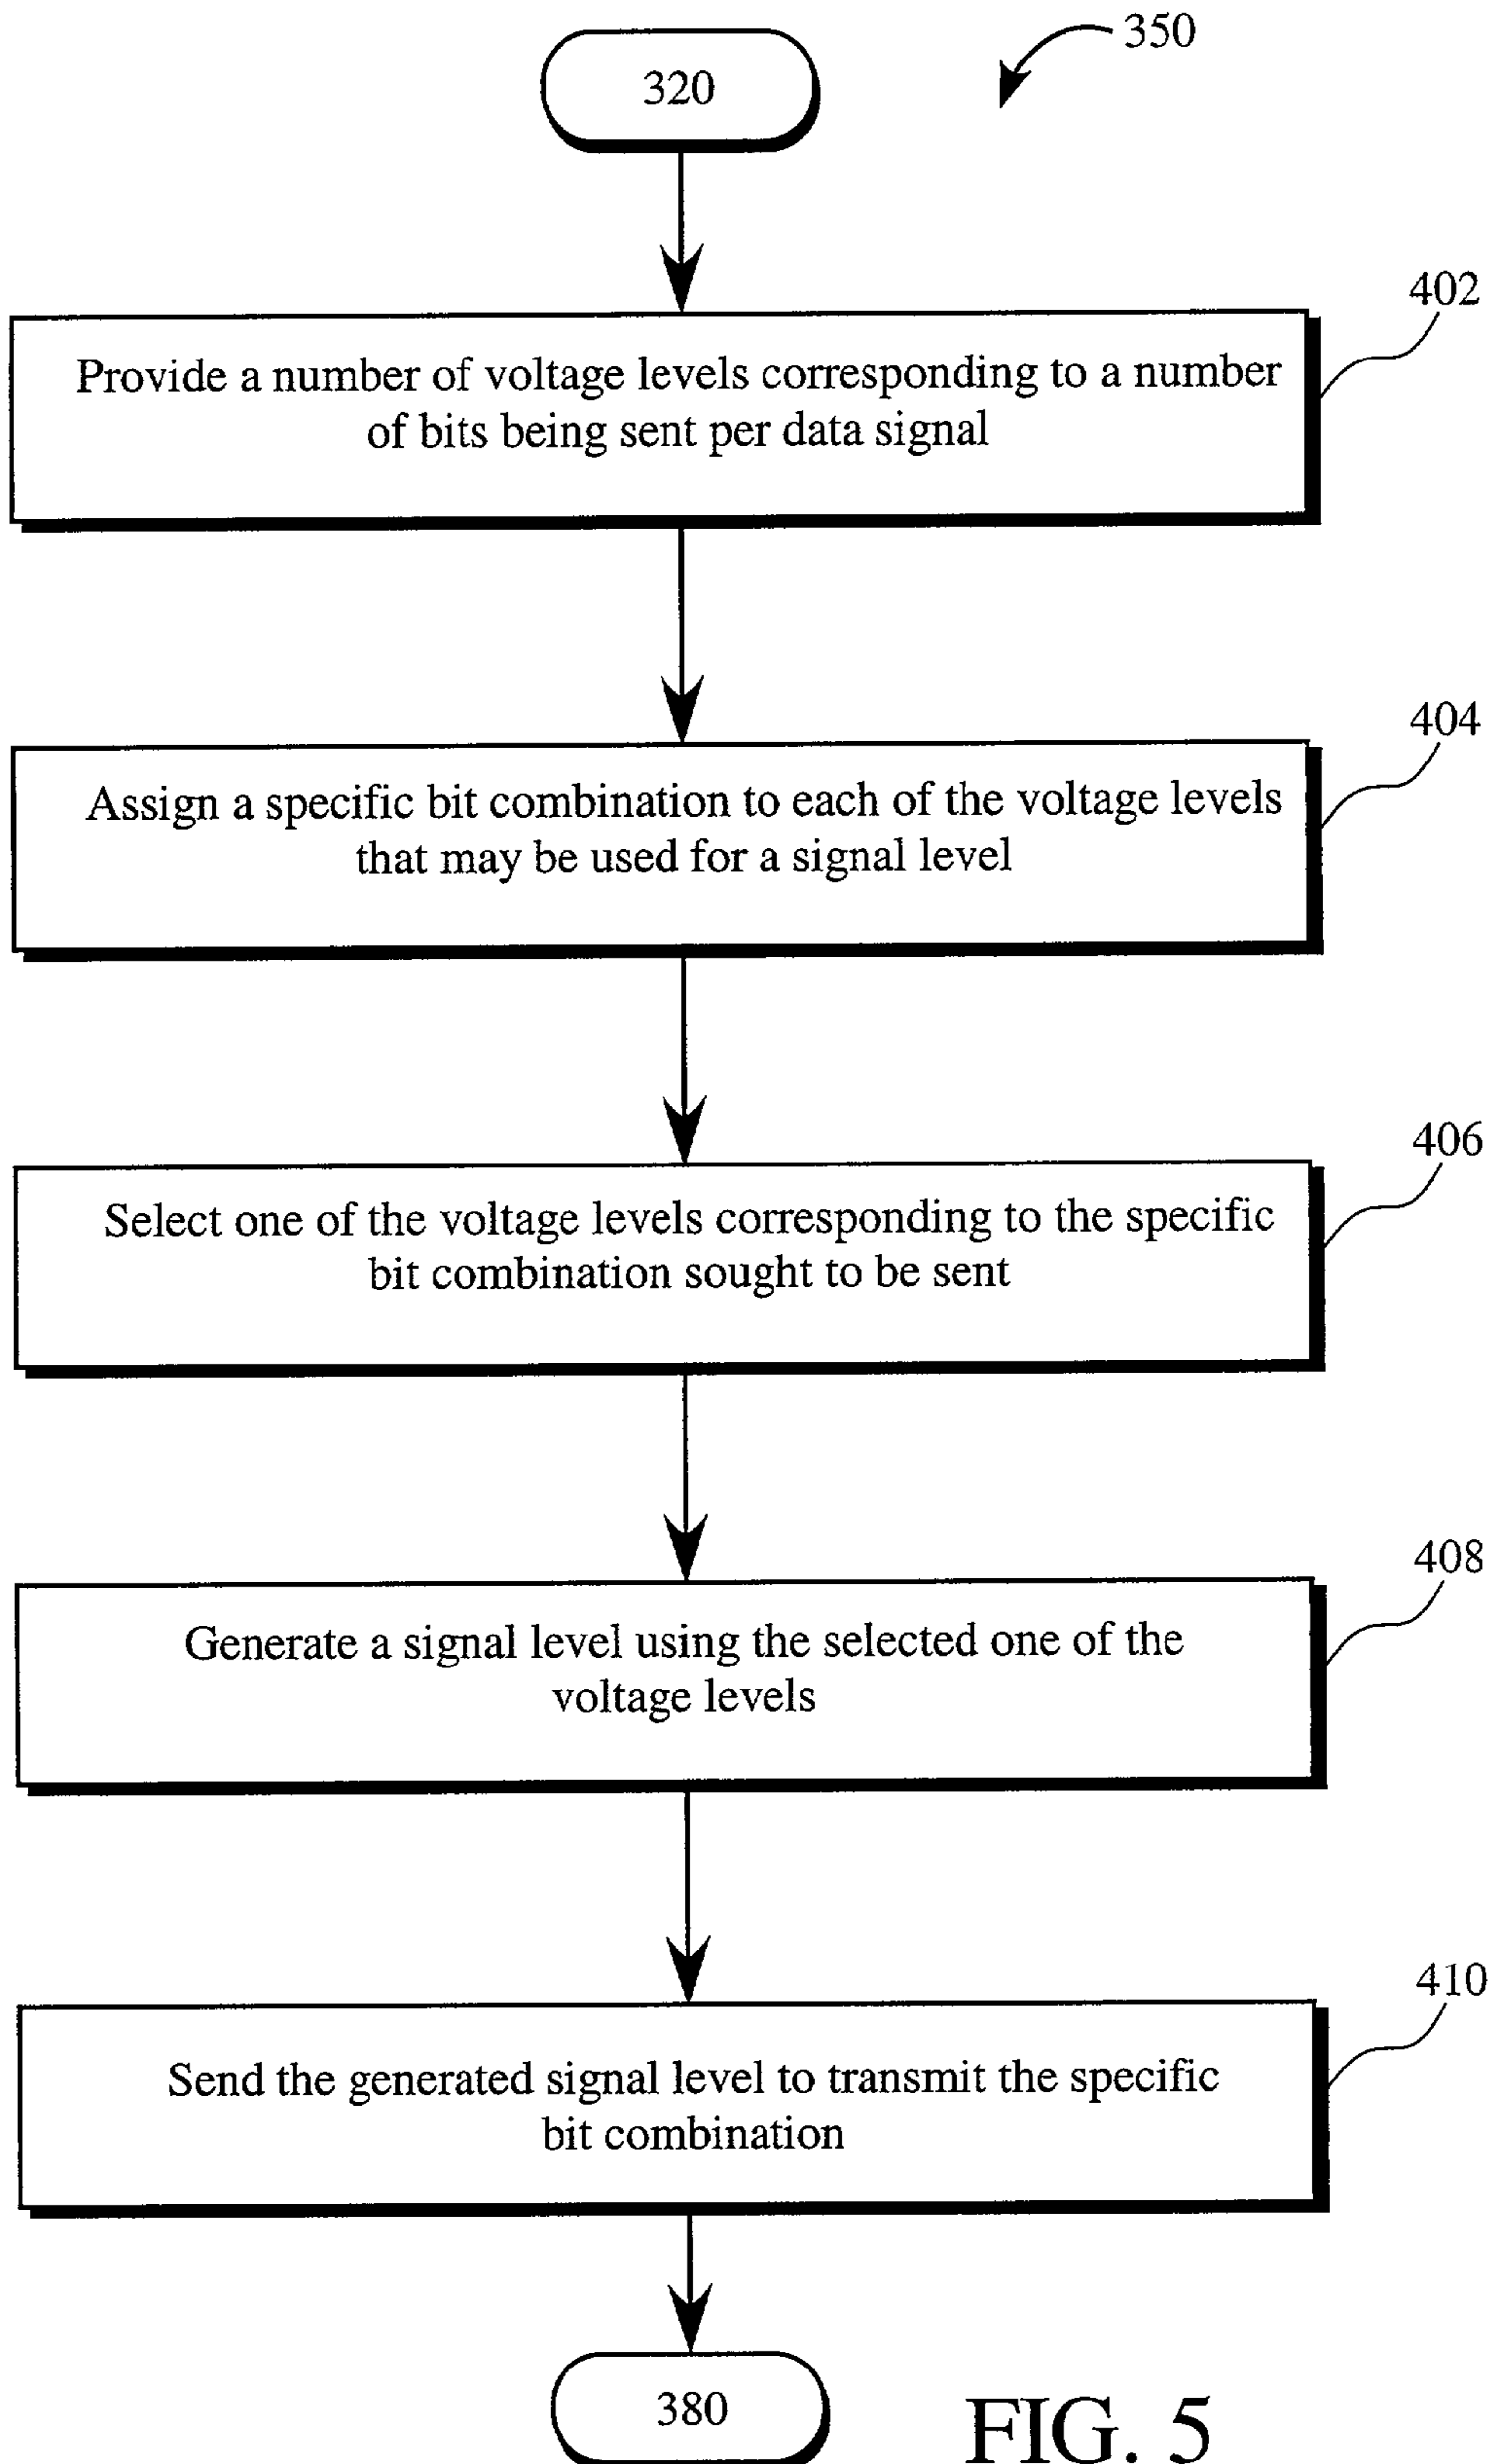 350
320
402
Provide a number of voltage levels corresponding to a number
of bits being sent per data signal
404
Assign a specific bit combination to each of the voltage levels
that may be used for a signal level
406
Select one of the voltage levels corresponding to the specific
bit combination sought to be sent
408
Generate a signal level using the selected one of the
voltage levels
410
Send the generated signal level to transmit the specific
bit combination
380
FIG. 5